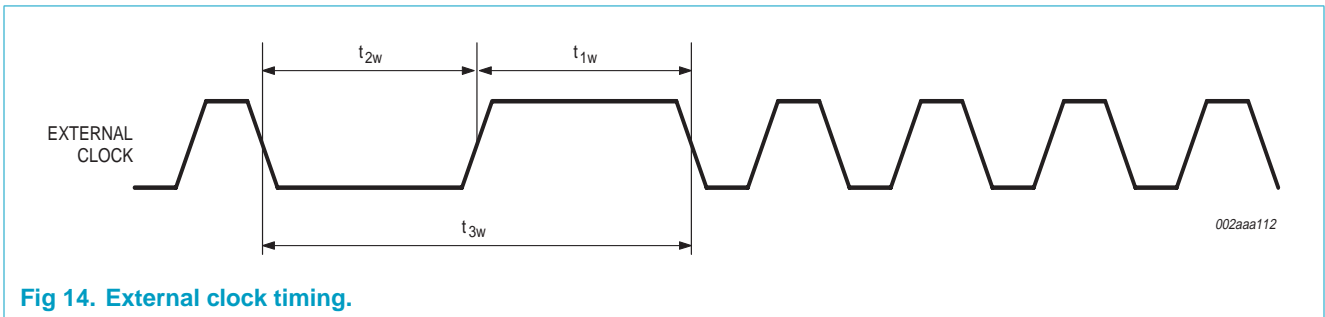 t2w
t1w
EXTERNAL
CLOCK
t3w
002aaa112
Fig 14. External clock timing.